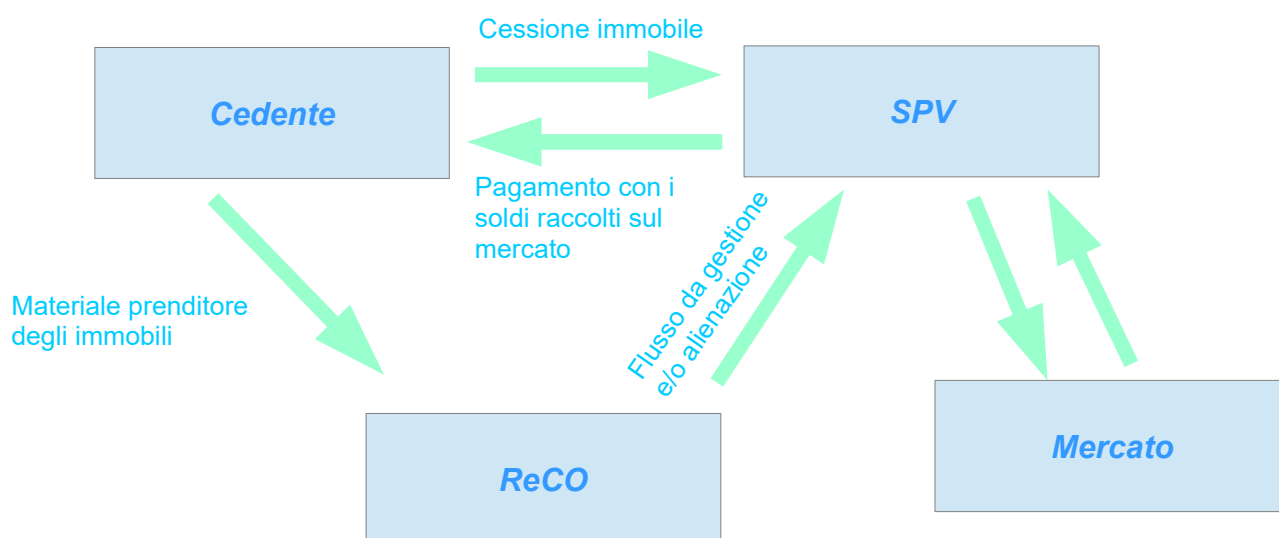 Cessione immobile
Cedente
SPV
Pagamento con i
soldi raccolti sul
mercato
Flusso da gestione
e/o alienazione
Materiale prenditore
degli immobili
ReCO
Mercato